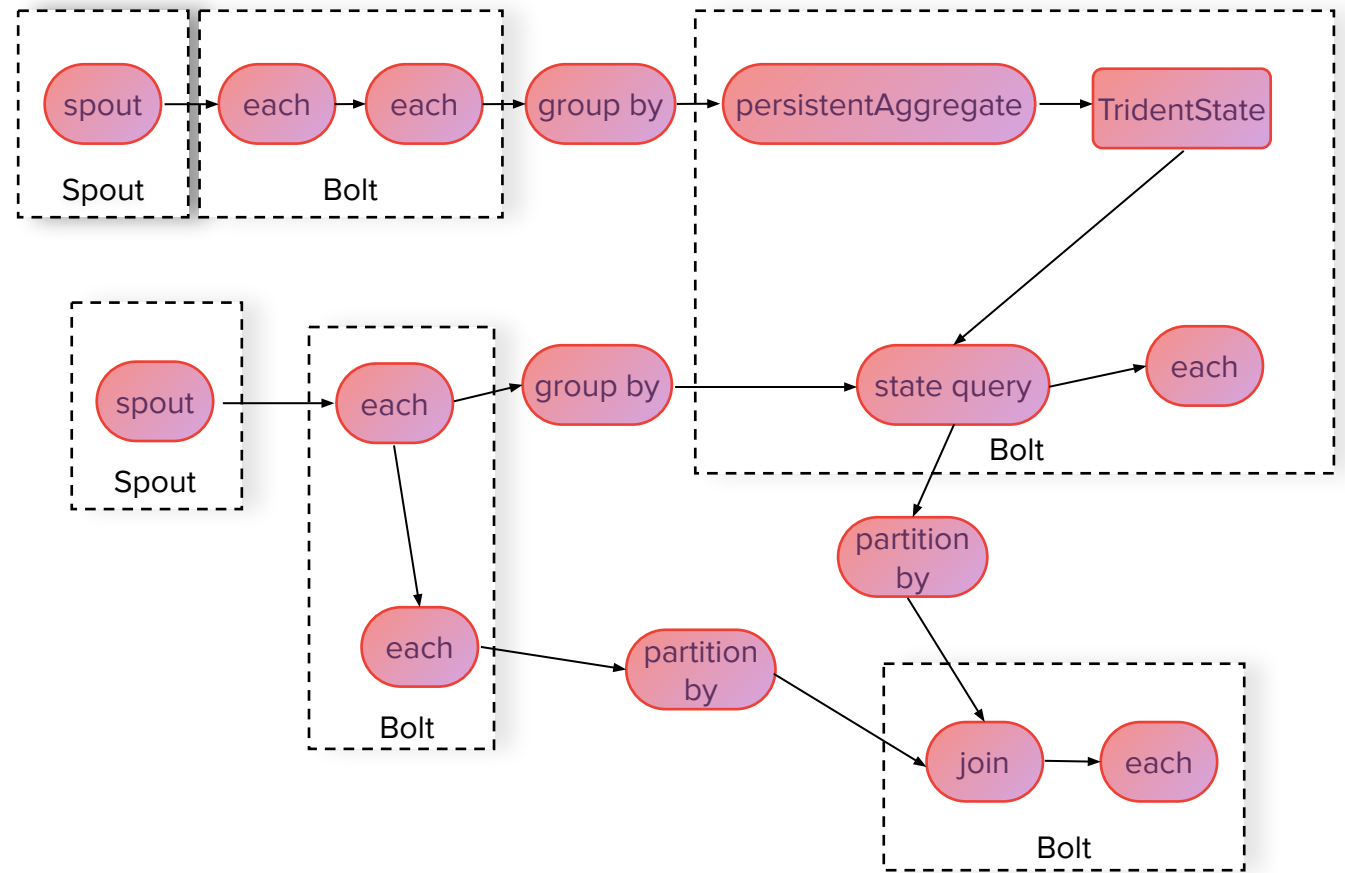 spout
each
each
group by
persistentAggregate
TridentState
Spout
Bolt
spout
each
group by
state query
each
Spout
Bolt
partition
by
each
partition
by
Bolt
join
each
Bolt